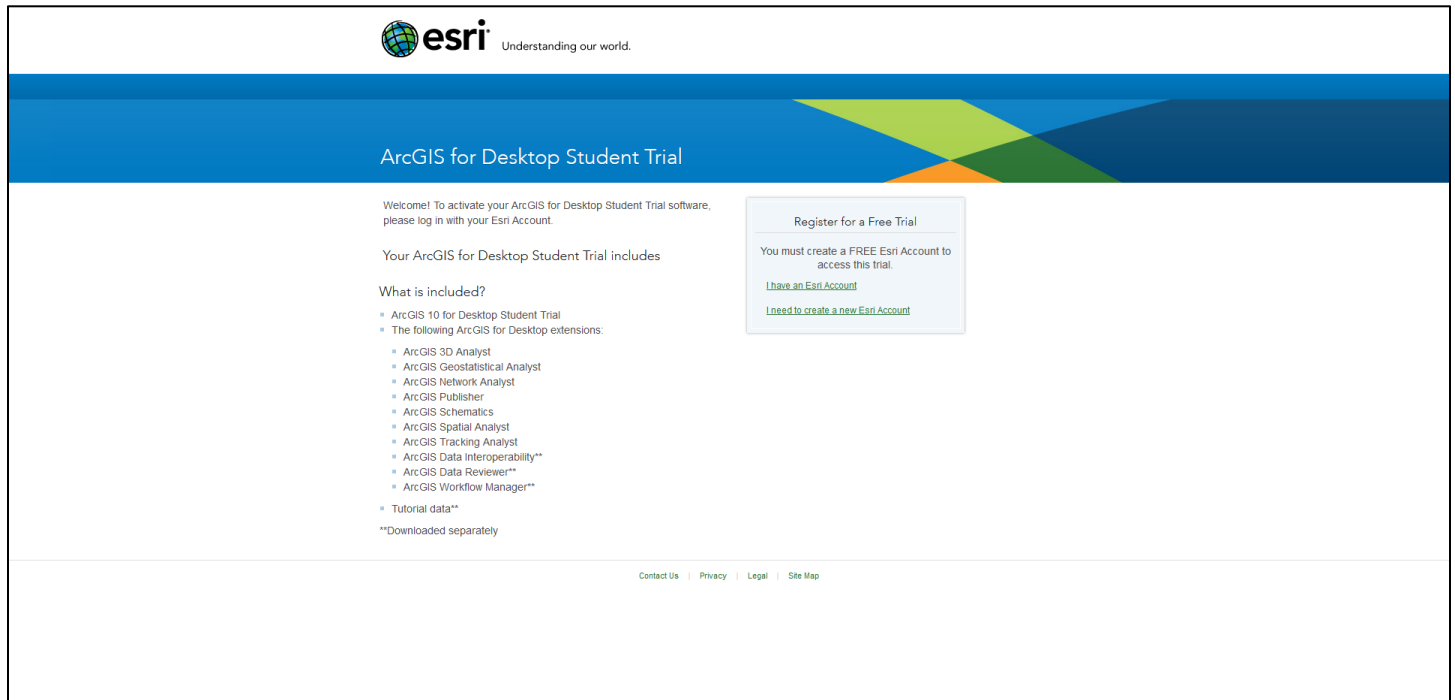 esri Understanding our world.
ArcGIS for Desktop Student Trial
Welcome! To activate your ArcGIS for Desktop Student Trial software,
please log in with your Esri Account.
Your ArcGIS for Desktop Student Trial includes
What is included?
ArcGIS 10 for Desktop Student Trial
The following ArcGIS for Desktop extensions:
ArcGIS 3D Analyst
ArcGIS Geostatistical Analyst
ArcGIS Network Analyst
ArcGIS Publisher
ArcGIS Schematics
ArcGIS Spatial Analyst
ArcGIS Tracking Analyst
ArcGIS Data Interoperability**
ArcGIS Data Reviewer**
ArcGIS Workflow Manager**
Tutorial data**
**Downloaded separately
Register for a Free Trial
You must create a FREE Esri Account to
access this trial.
I have an Esri Account
I need to create a new Esri Account
Contact Us | Privacy | Legal | Site Map